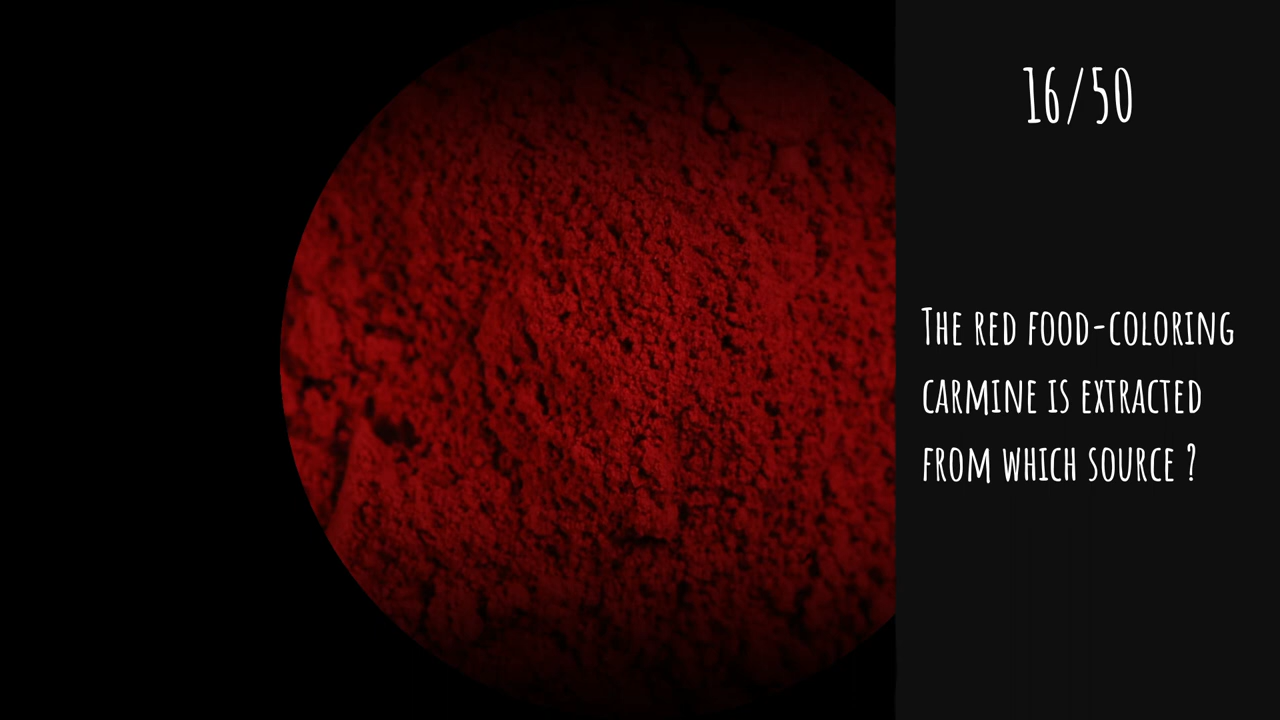 16/50
The red food-coloring
carmine is extracted
from which source ?